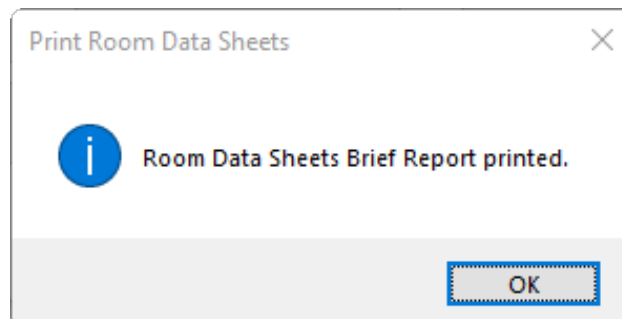 Print Room Data Sheets
Room Data Sheets Brief Report printed.
OK